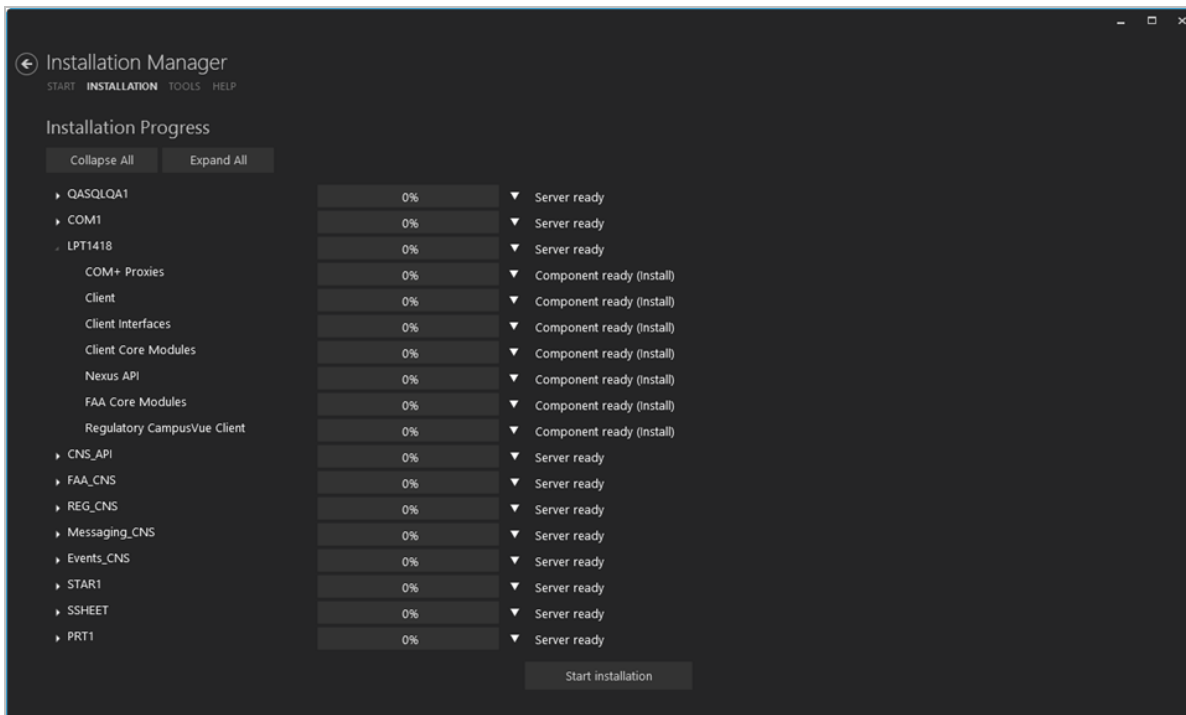 Installation Manager
START INSTALLATION TOOLS HELP
Installation Progress
Collapse All Expand All
QASQLQA1 0% Server ready
COM1 0% Server ready
LPT1418 0% Server ready
COM+ Proxies 0% Component ready (Install)
Client 0% Component ready (Install)
Client Interfaces 0% Component ready (Install)
Client Core Modules 0% Component ready (Install)
Nexus API 0% Component ready (Install)
FAA Core Modules 0% Component ready (Install)
Regulatory CampusVue Client 0% Component ready (Install)
CNS_API 0% Server ready
FAA_CNS 0% Server ready
REG_CNS 0% Server ready
Messaging_CNS 0% Server ready
Events_CNS 0% Server ready
STAR1 0% Server ready
SSHEET 0% Server ready
PRT1 0% Server ready
Start installation